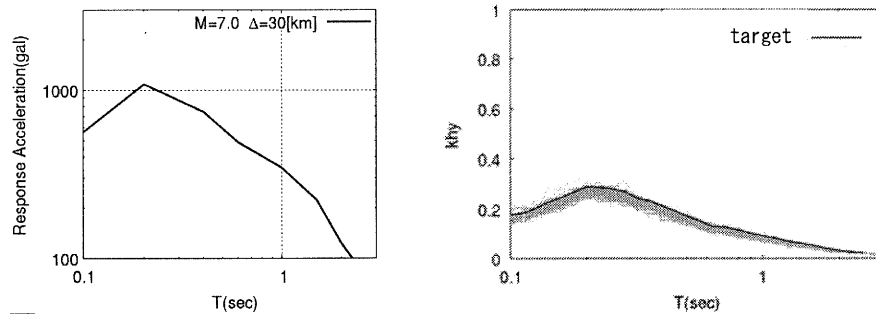 M=7.0 Δ=30[km]
Response Acceleration(gal)
1000
100
0.1
1
T(sec)
target
khy
1
0.8
0.6
0.4
0.2
0
0.1
1
T(sec)